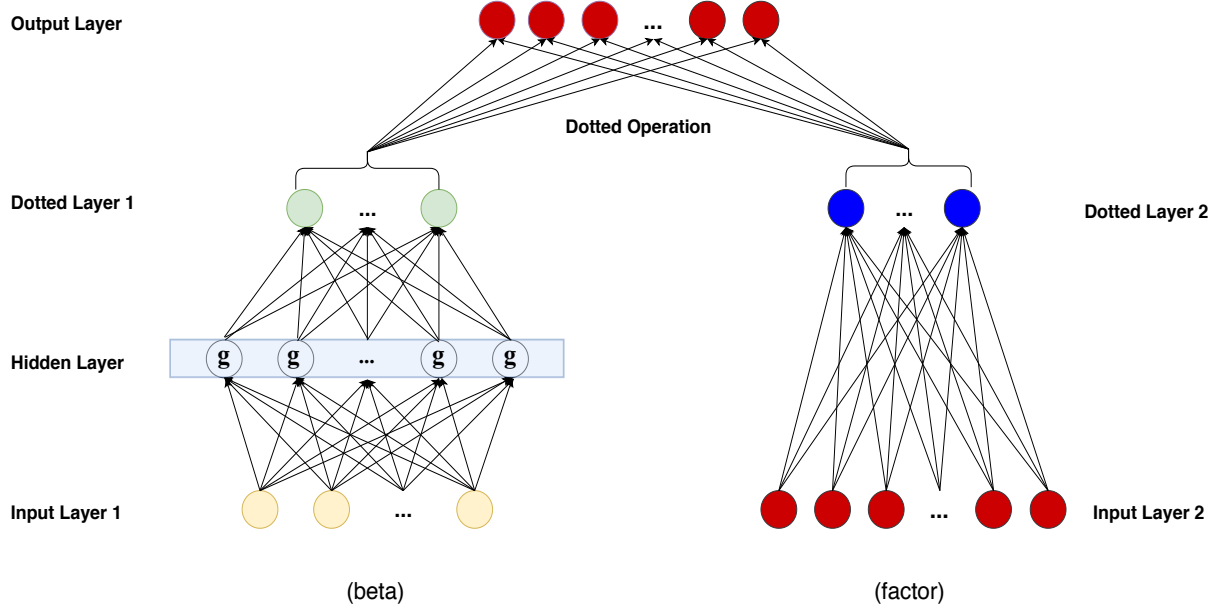 Output Layer
...
Dotted Operation
Dotted Layer 1
...
...
Dotted Layer 2
Hidden Layer
g g ... g g
Input Layer 1
...
...
Input Layer 2
(beta)
(factor)